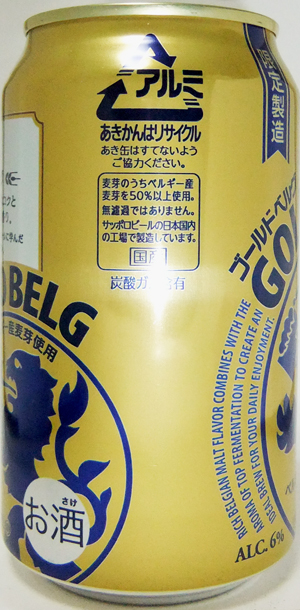 アルミ
あきかんはリサイクル
あき缶はすてないよう
ご協力ください。
麦芽のうちベルギー産
麦芽を50%以上使用。
無濾過ではありません。
サッポロビールの日本国内
の工場で製造しています。
国産
炭酸ガス 有
BELG
麦芽使用
さけ
お酒
限定製造
ゴールドベル
GO
RICH BELGIAN MALT FLAVOR COMBINES WITH THE
AROMA OF TOP FERMENTATION TO CREATE AN
IDEAL BREW FOR YOUR DAILY ENJOYMENT.
ALC. 6%